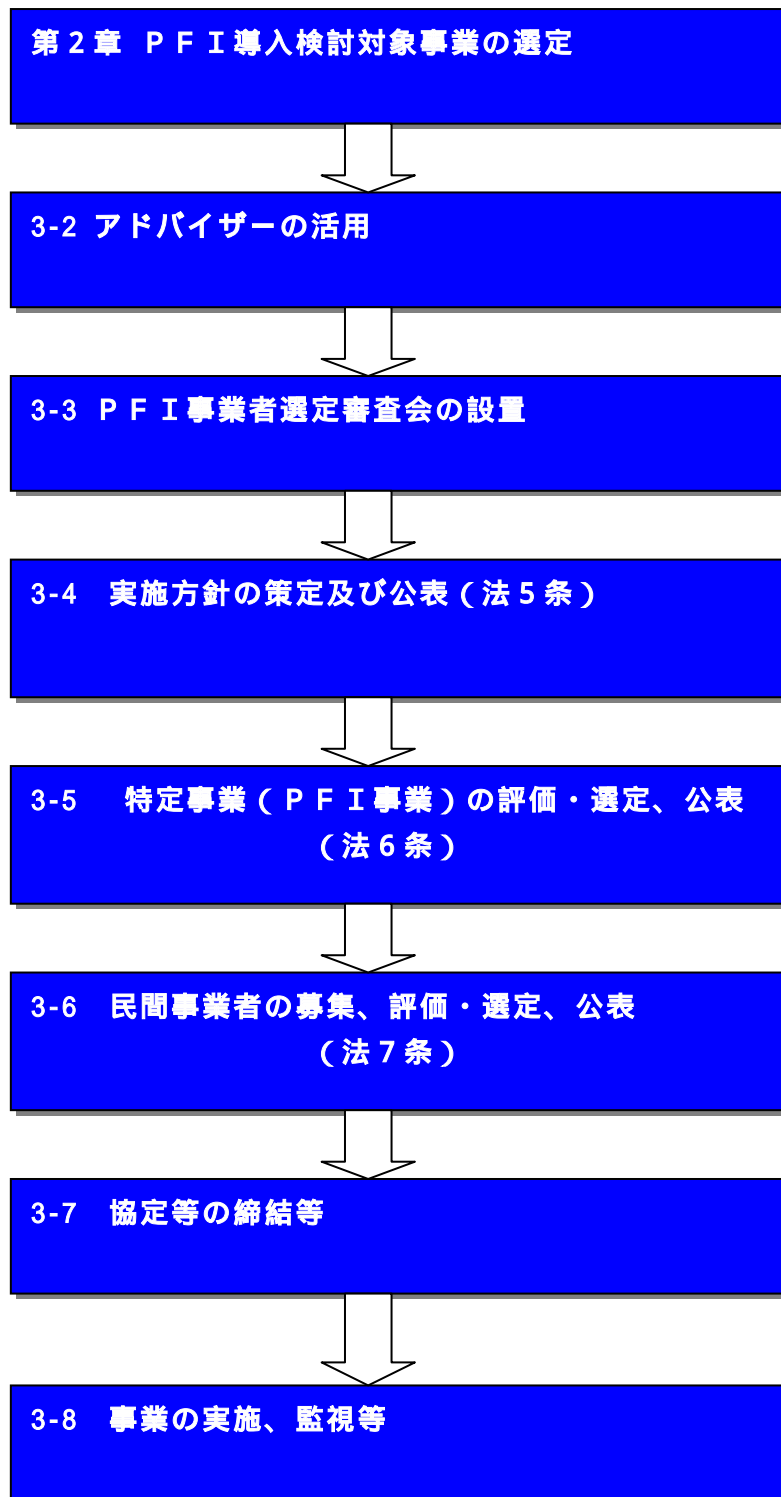 第２章 ＰＦＩ導入検討対象事業の選定
3-2 アドバイザーの活用
3-3 ＰＦＩ事業者選定審査会の設置
3-4　実施方針の策定及び公表（法５条）
3-5　特定事業（ＰＦＩ事業）の評価・選定、公表
（法６条）
3-6　民間事業者の募集、評価・選定、公表
（法７条）
3-7　協定等の締結等
3-8　事業の実施、監視等